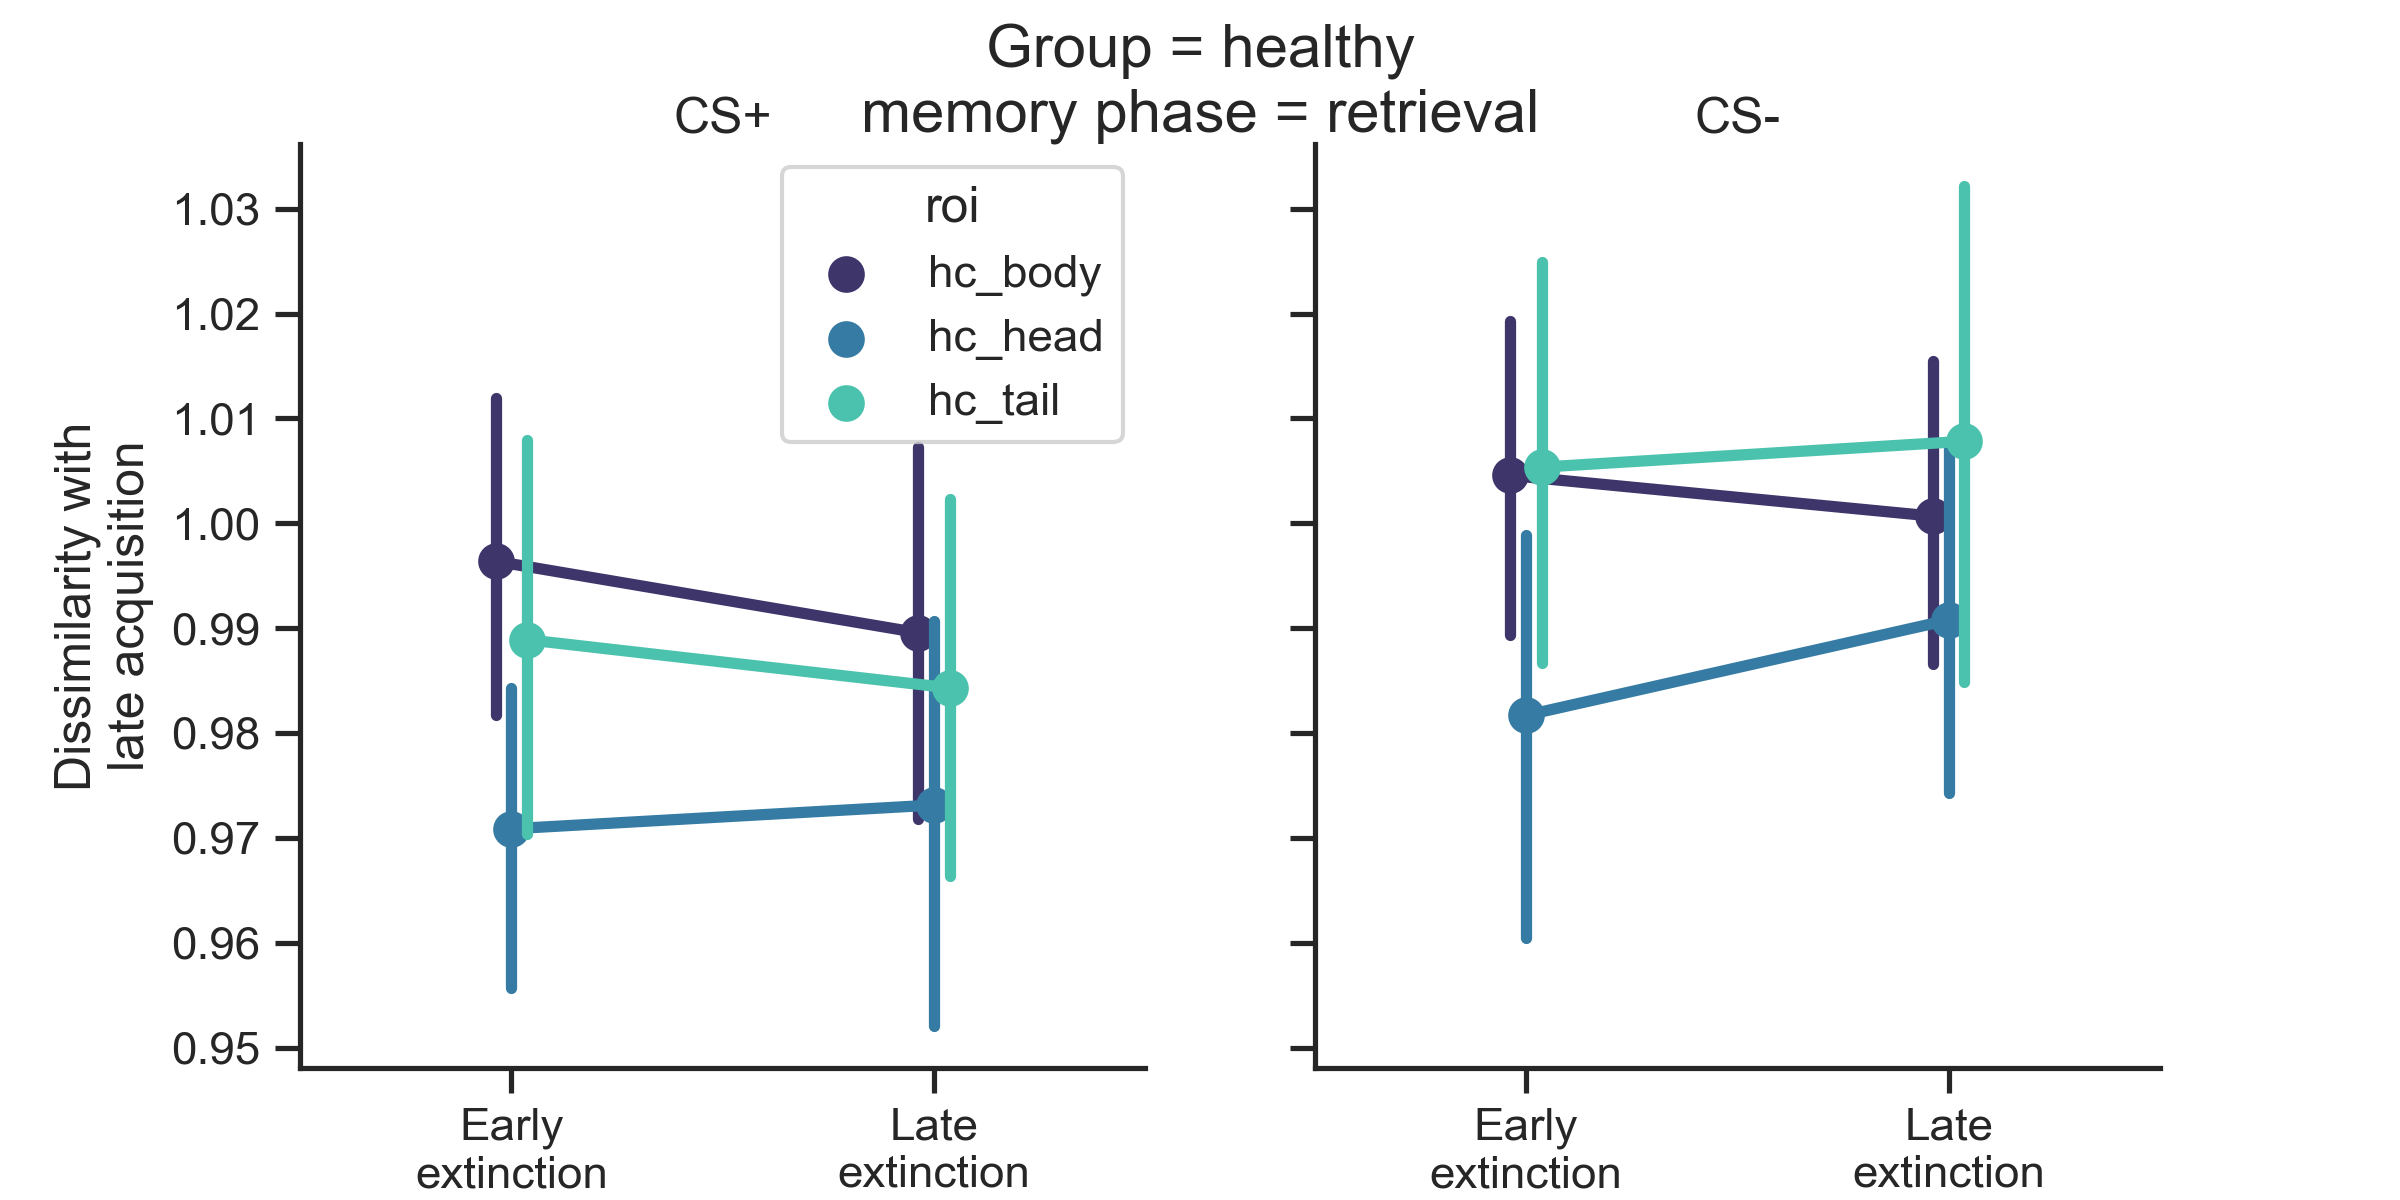 Group = healthy
memory phase = retrieval
CS+
CS-
roi
hc_body
hc_head
hc_tail
Dissimilarity with
late acquisition
1.03
1.02
1.01
1.00
0.99
0.98
0.97
0.96
0.95
Early
extinction
Late
extinction
Early
extinction
Late
extinction